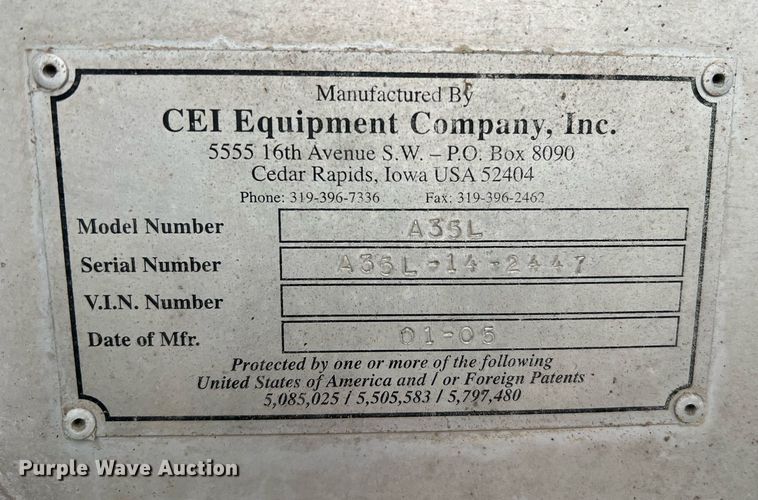 Manufactured By
CEI Equipment Company, Inc.
5555 16th Avenue S.W. – P.O. Box 8090
Cedar Rapids, Iowa USA 52404
Phone: 319-396-7336 Fax: 319-396-2462
Model Number A35L
Serial Number A35L-14-2447
V.I.N. Number
Date of Mfr. 01-05
Protected by one or more of the following
United States of America and / or Foreign Patents
5,085,025 / 5,505,583 / 5,797,480
Purple Wave Auction